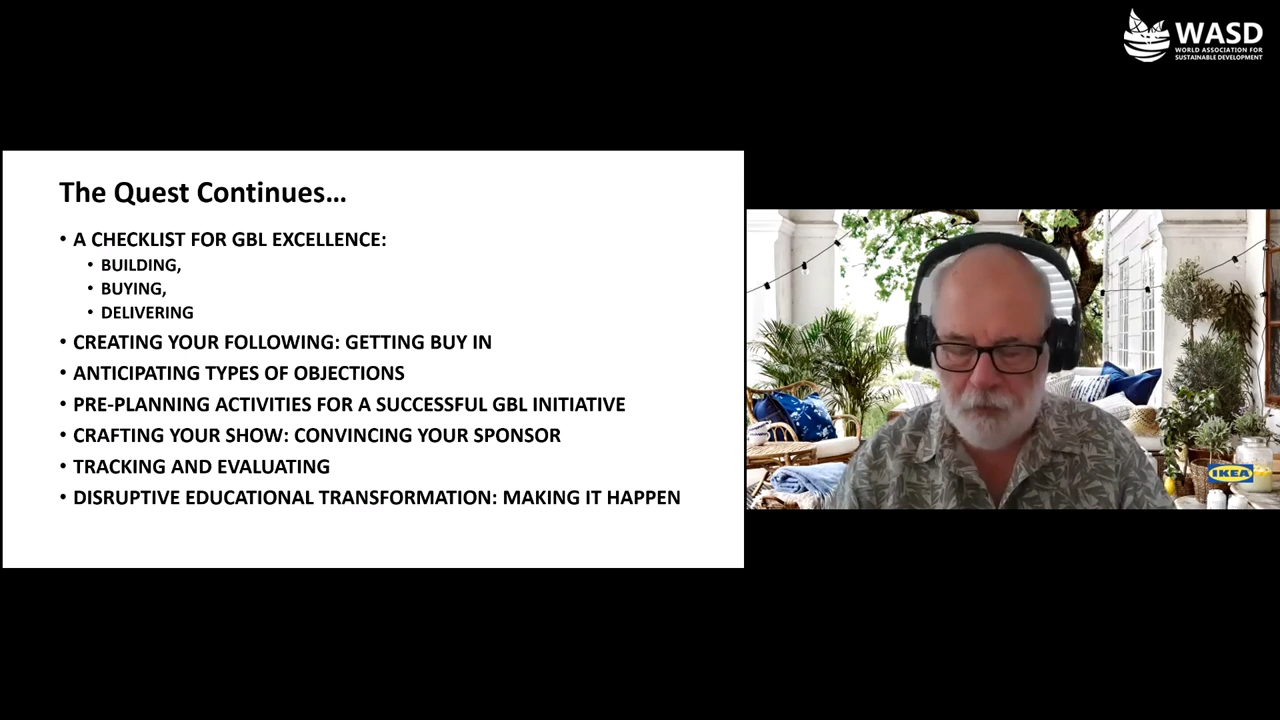 WASD
WORLD ASSOCIATION FOR
SUSTAINABLE DEVELOPMENT
The Quest Continues...
• A CHECKLIST FOR GBL EXCELLENCE:
• BUILDING,
• BUYING,
• DELIVERING
• CREATING YOUR FOLLOWING: GETTING BUY IN
• ANTICIPATING TYPES OF OBJECTIONS
• PRE-PLANNING ACTIVITIES FOR A SUCCESSFUL GBL INITIATIVE
• CRAFTING YOUR SHOW: CONVINCING YOUR SPONSOR
• TRACKING AND EVALUATING
• DISRUPTIVE EDUCATIONAL TRANSFORMATION: MAKING IT HAPPEN
IKEA